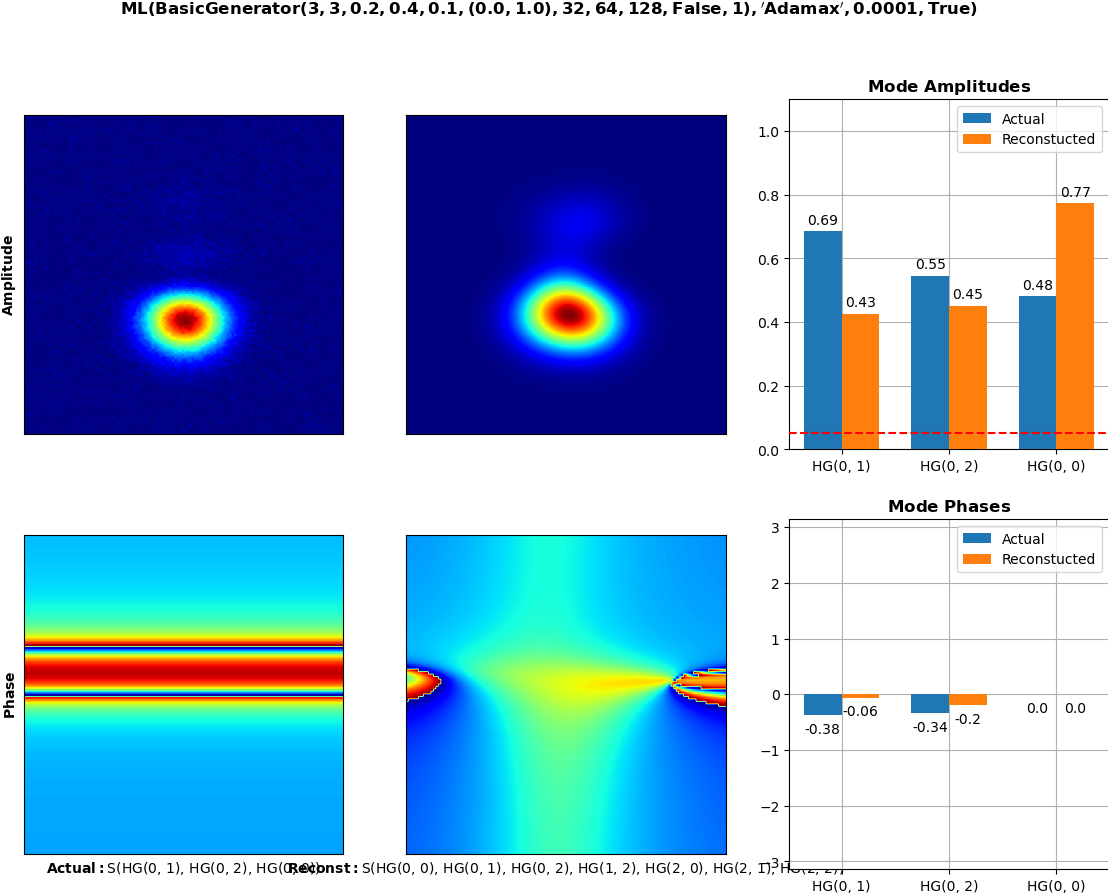 ML(BasicGenerator(3, 3, 0.2, 0.4, 0.1, (0.0, 1.0), 32, 64, 128, False, 1), ′Adamax′, 0.0001, True)
Mode Amplitudes
Amplitude
Actual
Reconstucted
1.0
0.8
0.6
0.4
0.2
0.0
0.69
0.43
0.55
0.45
0.48
0.77
HG(0, 1)
HG(0, 2)
HG(0, 0)
Mode Phases
Phase
Actual
Reconstucted
3
2
1
0
−1
−2
−3
-0.38
-0.06
-0.34
-0.2
0.0
0.0
HG(0, 1)
HG(0, 2)
HG(0, 0)
Actual: S(HG(0, 1), HG(0, 2), HG(0, 0))
Reconst: S(HG(0, 0), HG(0, 1), HG(0, 2), HG(1, 2), HG(2, 0), HG(2, 1), HG(2, 2))